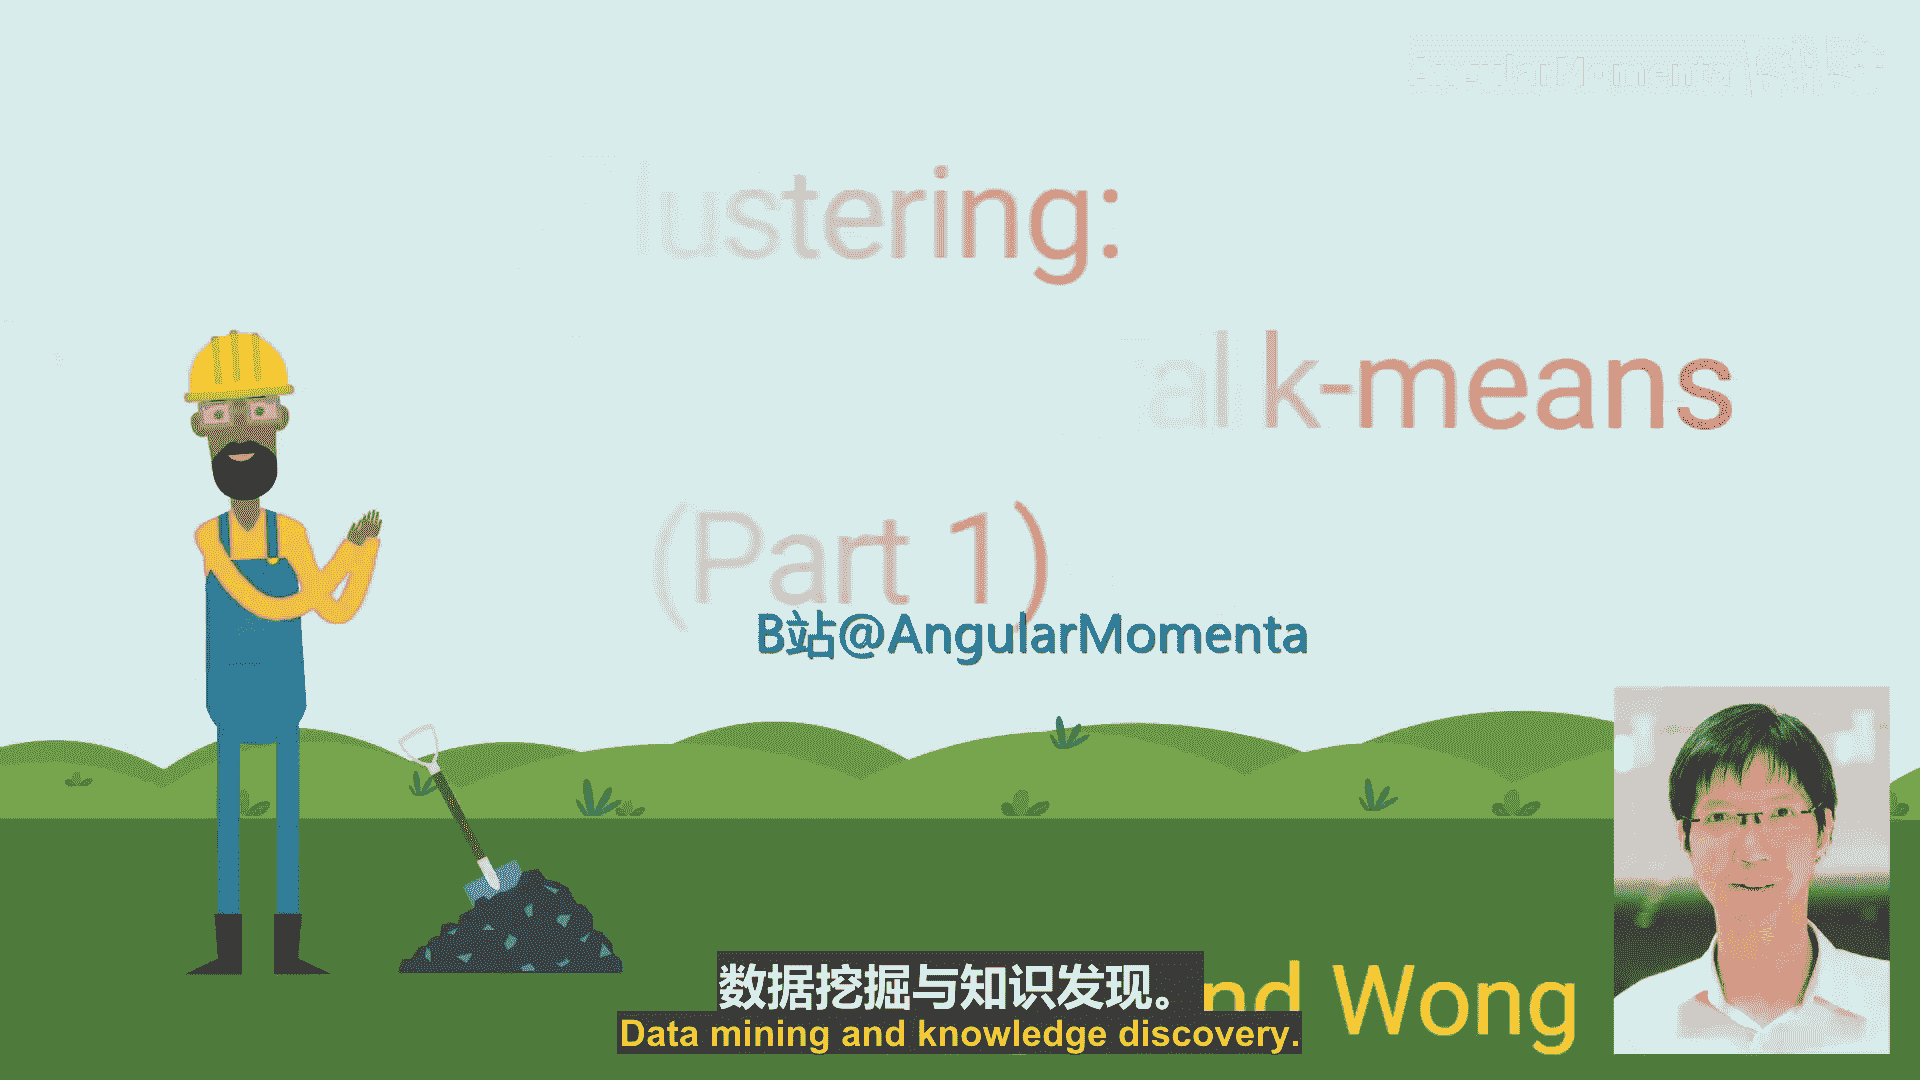 AngularMomenta
lustering:
al k-means
(Part 1)
B站@AngularMomenta
nd Wong
数据挖掘与知识发现。
Data mining and knowledge discovery.